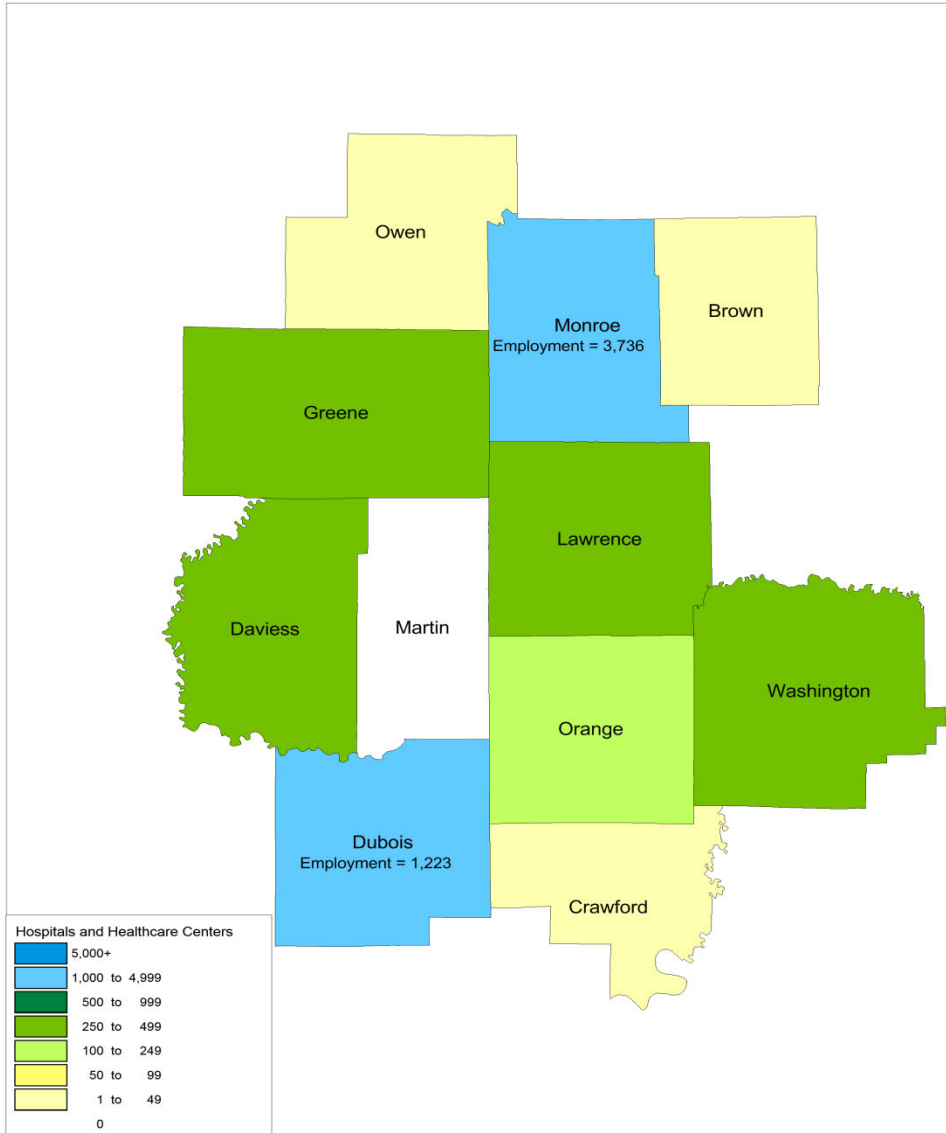 Owen
Brown
Monroe
Employment = 3,736
Greene
Lawrence
Daviess
Martin
Washington
Orange
Dubois
Employment = 1,223
Crawford
Hospitals and Healthcare Centers
5,000+
1,000 to 4,999
500 to 999
250 to 499
100 to 249
50 to 99
1 to 49
0